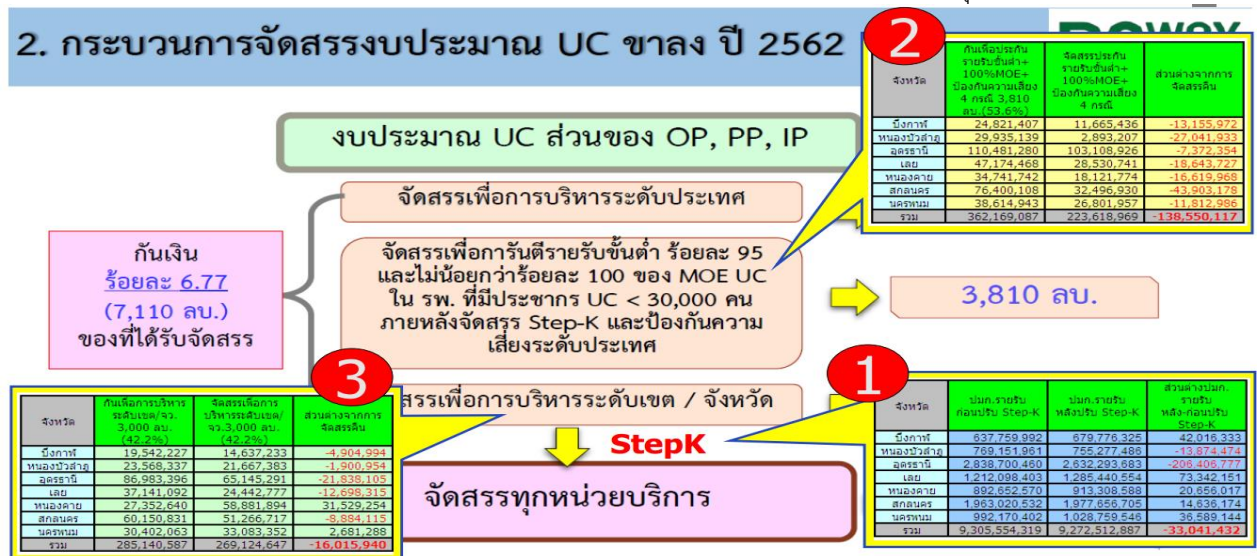 2. กระบวนการจัดสรรงบประมาณ UC ขาลง ปี 2562
งบประมาณ UC ส่วนของ OP, PP, IP
กันเงิน
ร้อยละ 6.77
(7,110 ลบ.)
ของที่ได้รับจัดสรร
จัดสรรเพื่อการบริหารระดับประเทศ
จัดสรรเพื่อการันตีรายรับขั้นต่ำ ร้อยละ 95
และไม่น้อยกว่าร้อยละ 100 ของ MOE UC
ใน รพ. ที่มีประชากร UC < 30,000 คน
ภายหลังจัดสรร Step-K และป้องกันความ
เสี่ยงระดับประเทศ
3,810 ลบ.
สรรเพื่อการบริหารระดับเขต / จังหวัด
StepK
จัดสรรทุกหน่วยบริการ
2
จังหวัด
กันเพื่อประกัน
รายรับขั้นต่ำ+
100%MOE+
ป้องกันความเสี่ยง
4 กรณี 3,810
ลบ.(53.6%)
จัดสรรประกัน
รายรับขั้นต่ำ+
100%MOE+
ป้องกันความเสี่ยง
4 กรณี
ส่วนต่างจากการ
จัดสรรคืน
บึงกาฬ 24,821,407 11,665,436 -13,155,972
หนองบัวลำภู 29,935,139 2,893,207 -27,041,933
อุดรธานี 110,481,280 103,108,926 -7,372,354
เลย 47,174,468 28,530,741 -18,643,727
หนองคาย 34,741,742 18,121,774 -16,619,968
สกลนคร 76,400,108 32,496,930 -43,903,178
นครพนม 38,614,943 26,801,957 -11,812,986
รวม 362,169,087 223,618,969 -138,550,117
3
จังหวัด
กันเพื่อการบริหาร
ระดับเขต/จว.
3,000 ลบ.
(42.2%)
จัดสรรเพื่อการ
บริหารระดับเขต/
จว.3,000 ลบ.
(42.2%)
ส่วนต่างจากการ
จัดสรรคืน
บึงกาฬ 19,542,227 14,637,233 -4,904,994
หนองบัวลำภู 23,568,337 21,667,383 -1,900,954
อุดรธานี 86,983,396 65,145,291 -21,838,105
เลย 37,141,092 24,442,777 -12,698,315
หนองคาย 27,352,640 58,881,894 31,529,254
สกลนคร 60,150,831 51,266,717 -8,884,115
นครพนม 30,402,063 33,083,352 2,681,288
รวม 285,140,587 269,124,647 -16,015,940
1
จังหวัด
ปมก.รายรับ
ก่อนปรับ Step-K
ปมก.รายรับ
หลังปรับ Step-K
ส่วนต่างปมก.
รายรับ
หลัง-ก่อนปรับ
Step-K
บึงกาฬ 637,759,992 679,776,325 42,016,333
หนองบัวลำภู 769,151,961 755,277,486 -13,874,474
อุดรธานี 2,838,700,460 2,632,293,683 -206,406,777
เลย 1,212,098,403 1,285,440,554 73,342,151
หนองคาย 892,652,570 913,308,588 20,656,017
สกลนคร 1,963,020,532 1,977,656,705 14,636,174
นครพนม 992,170,402 1,028,759,546 36,589,144
รวม 9,305,554,319 9,272,512,887 -33,041,432